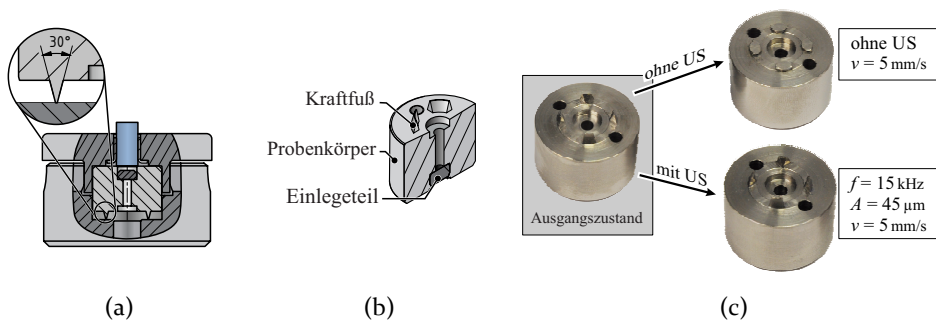 30°
(a)
Kraftfuß
Probenkörper
Einlegeteil
(b)
ohne US
mit US
Ausgangszustand
ohne US
v = 5 mm/s
f = 15 kHz
A = 45 µm
v = 5 mm/s
(c)